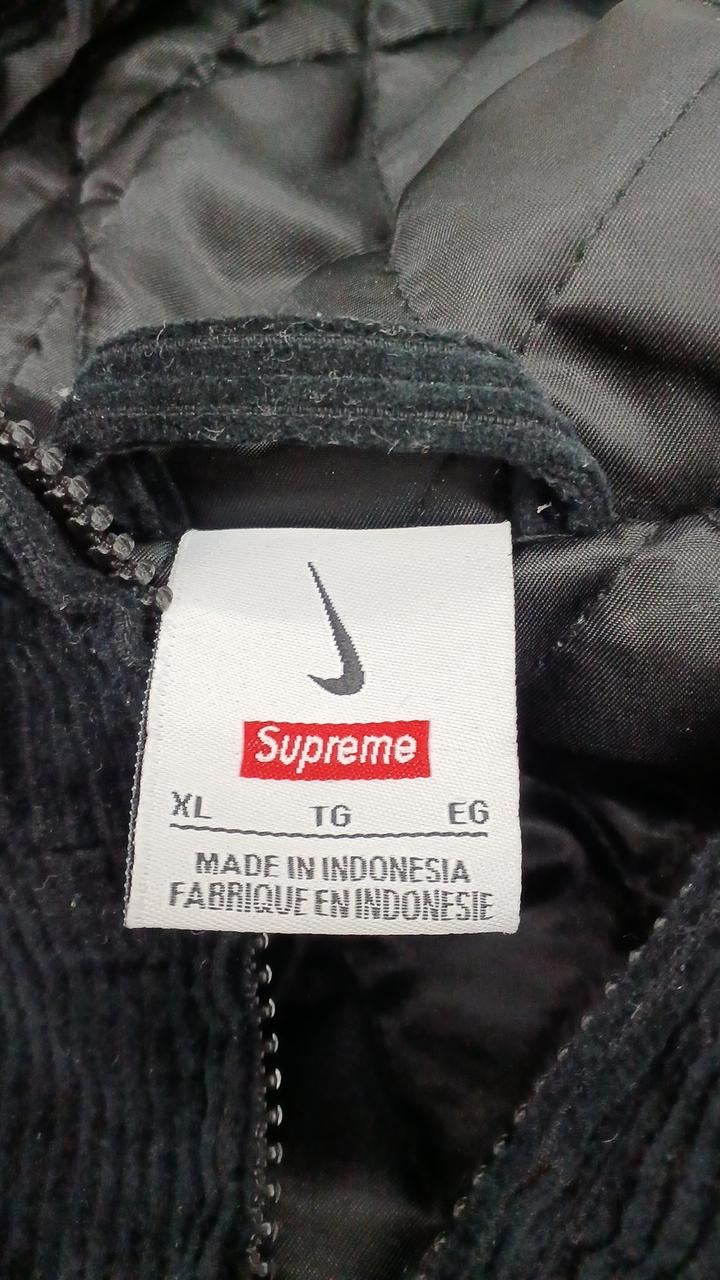 Supreme
XL TG EG
MADE IN INDONESIA
FABRIQUE EN INDONESIE